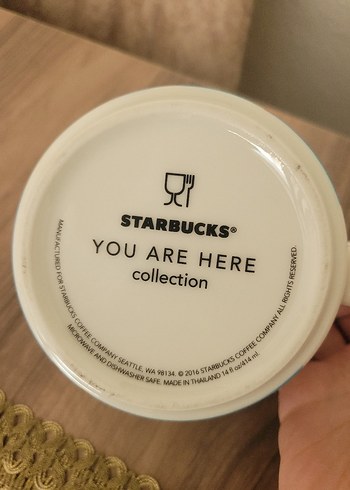 STARBUCKS®
YOU ARE HERE
collection
MANUFACTURED FOR STARBUCKS COFFEE COMPANY SEATTLE, WA 98134. © 2016 STARBUCKS COFFEE COMPANY ALL RIGHTS RESERVED.
MICROWAVE AND DISHWASHER SAFE. MADE IN THAILAND 14 fl oz/414 ml